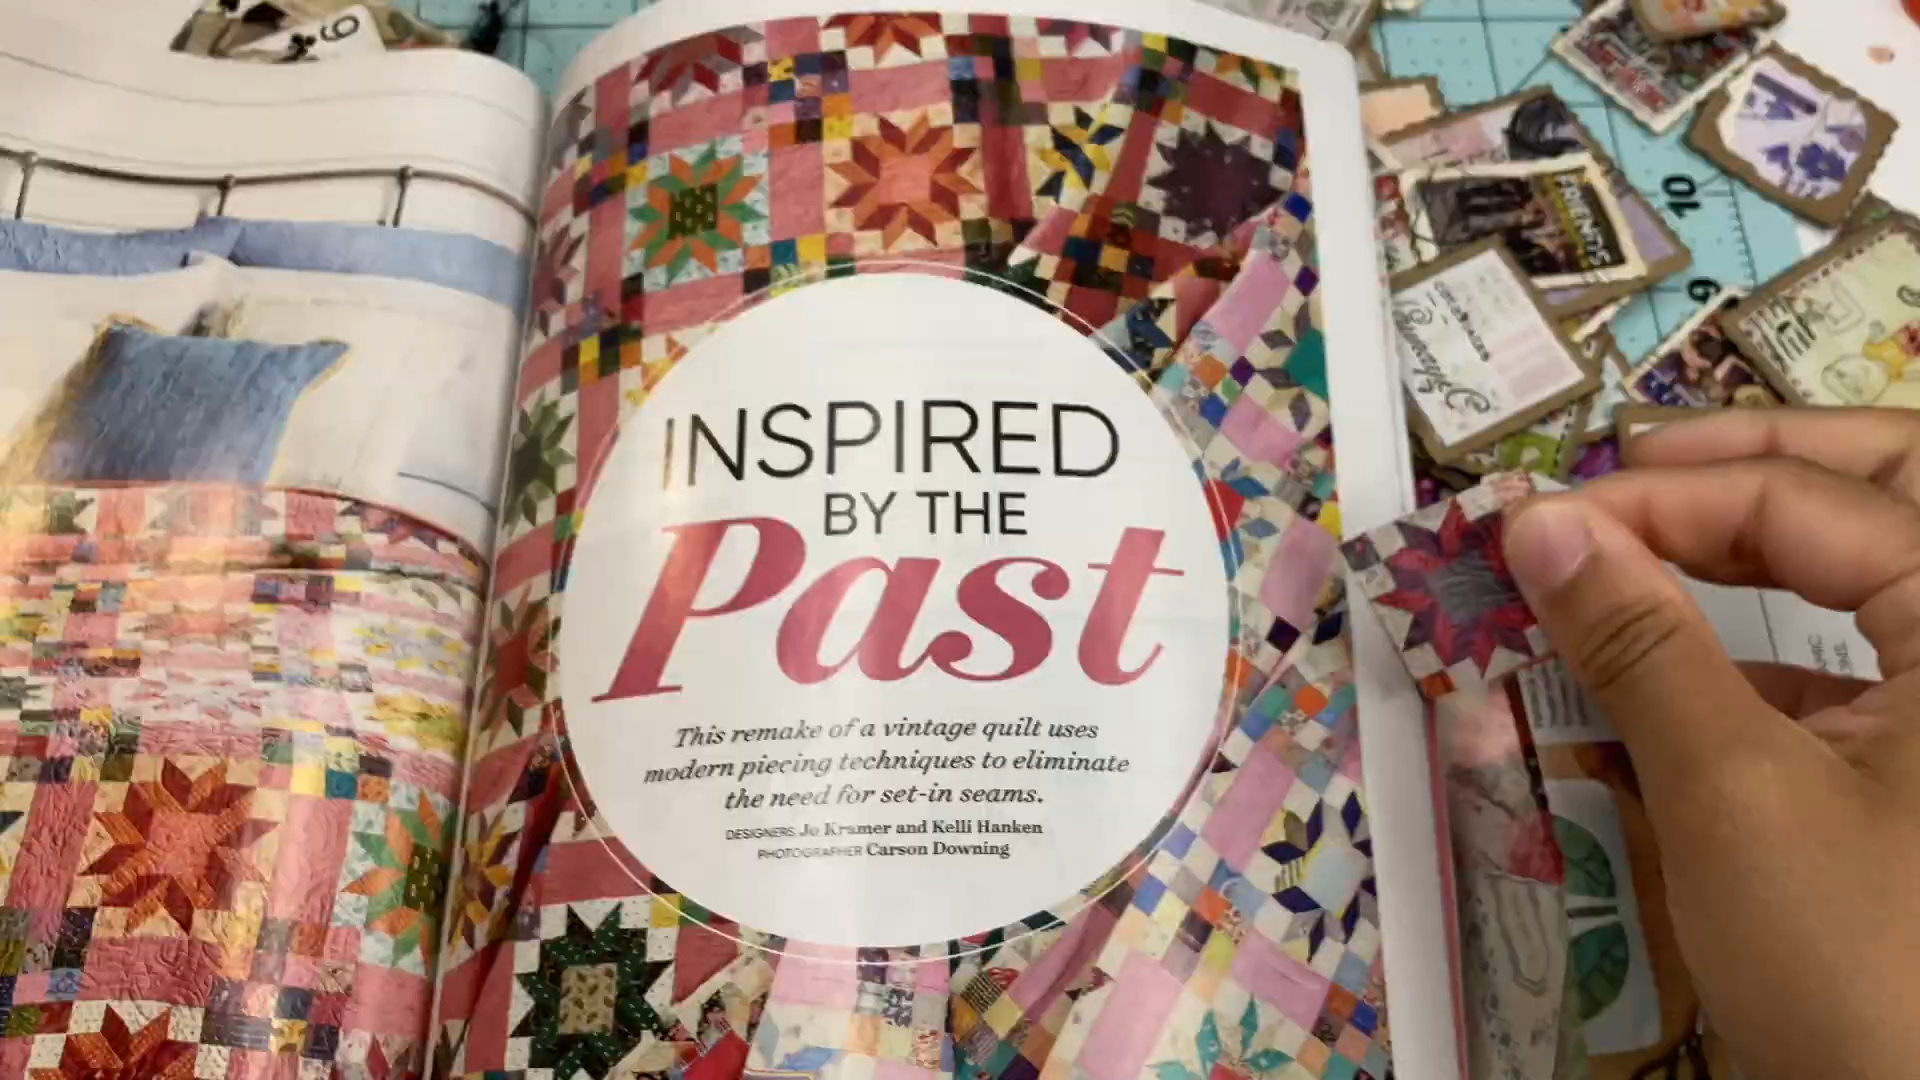 6
INSPIRED
BY THE
Past
This remake of a vintage quilt uses
modern piecing techniques to eliminate
the need for set-in seams.
DESIGNERS Jo Kramer and Kelli Hanken
PHOTOGRAPHER Carson Downing
10
9
FRIENDS